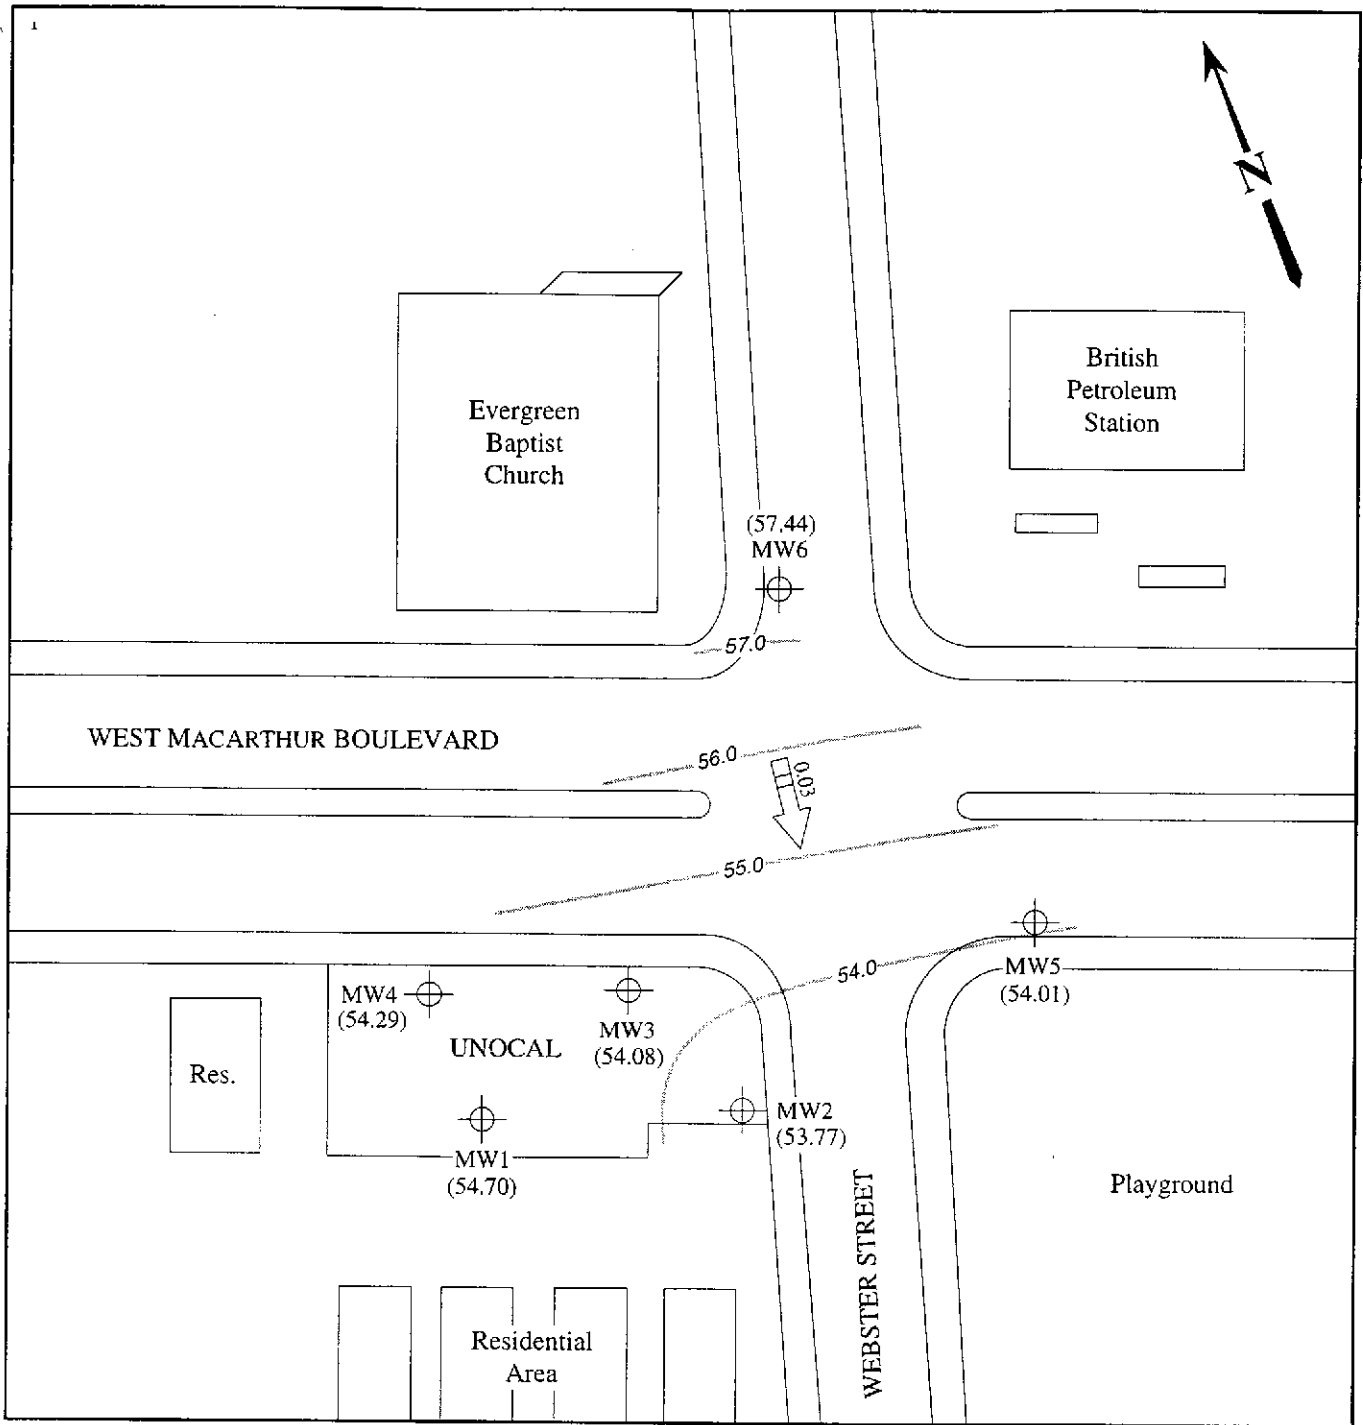 N
Evergreen
Baptist
Church
British
Petroleum
Station
(57.44)
MW6
57.0
WEST MACARTHUR BOULEVARD
56.0
0.03
55.0
54.0
MW5
(54.01)
MW4
(54.29)
MW3
(54.08)
UNOCAL
Res.
MW2
(53.77)
MW1
(54.70)
Playground
WEBSTER STREET
Residential
Area